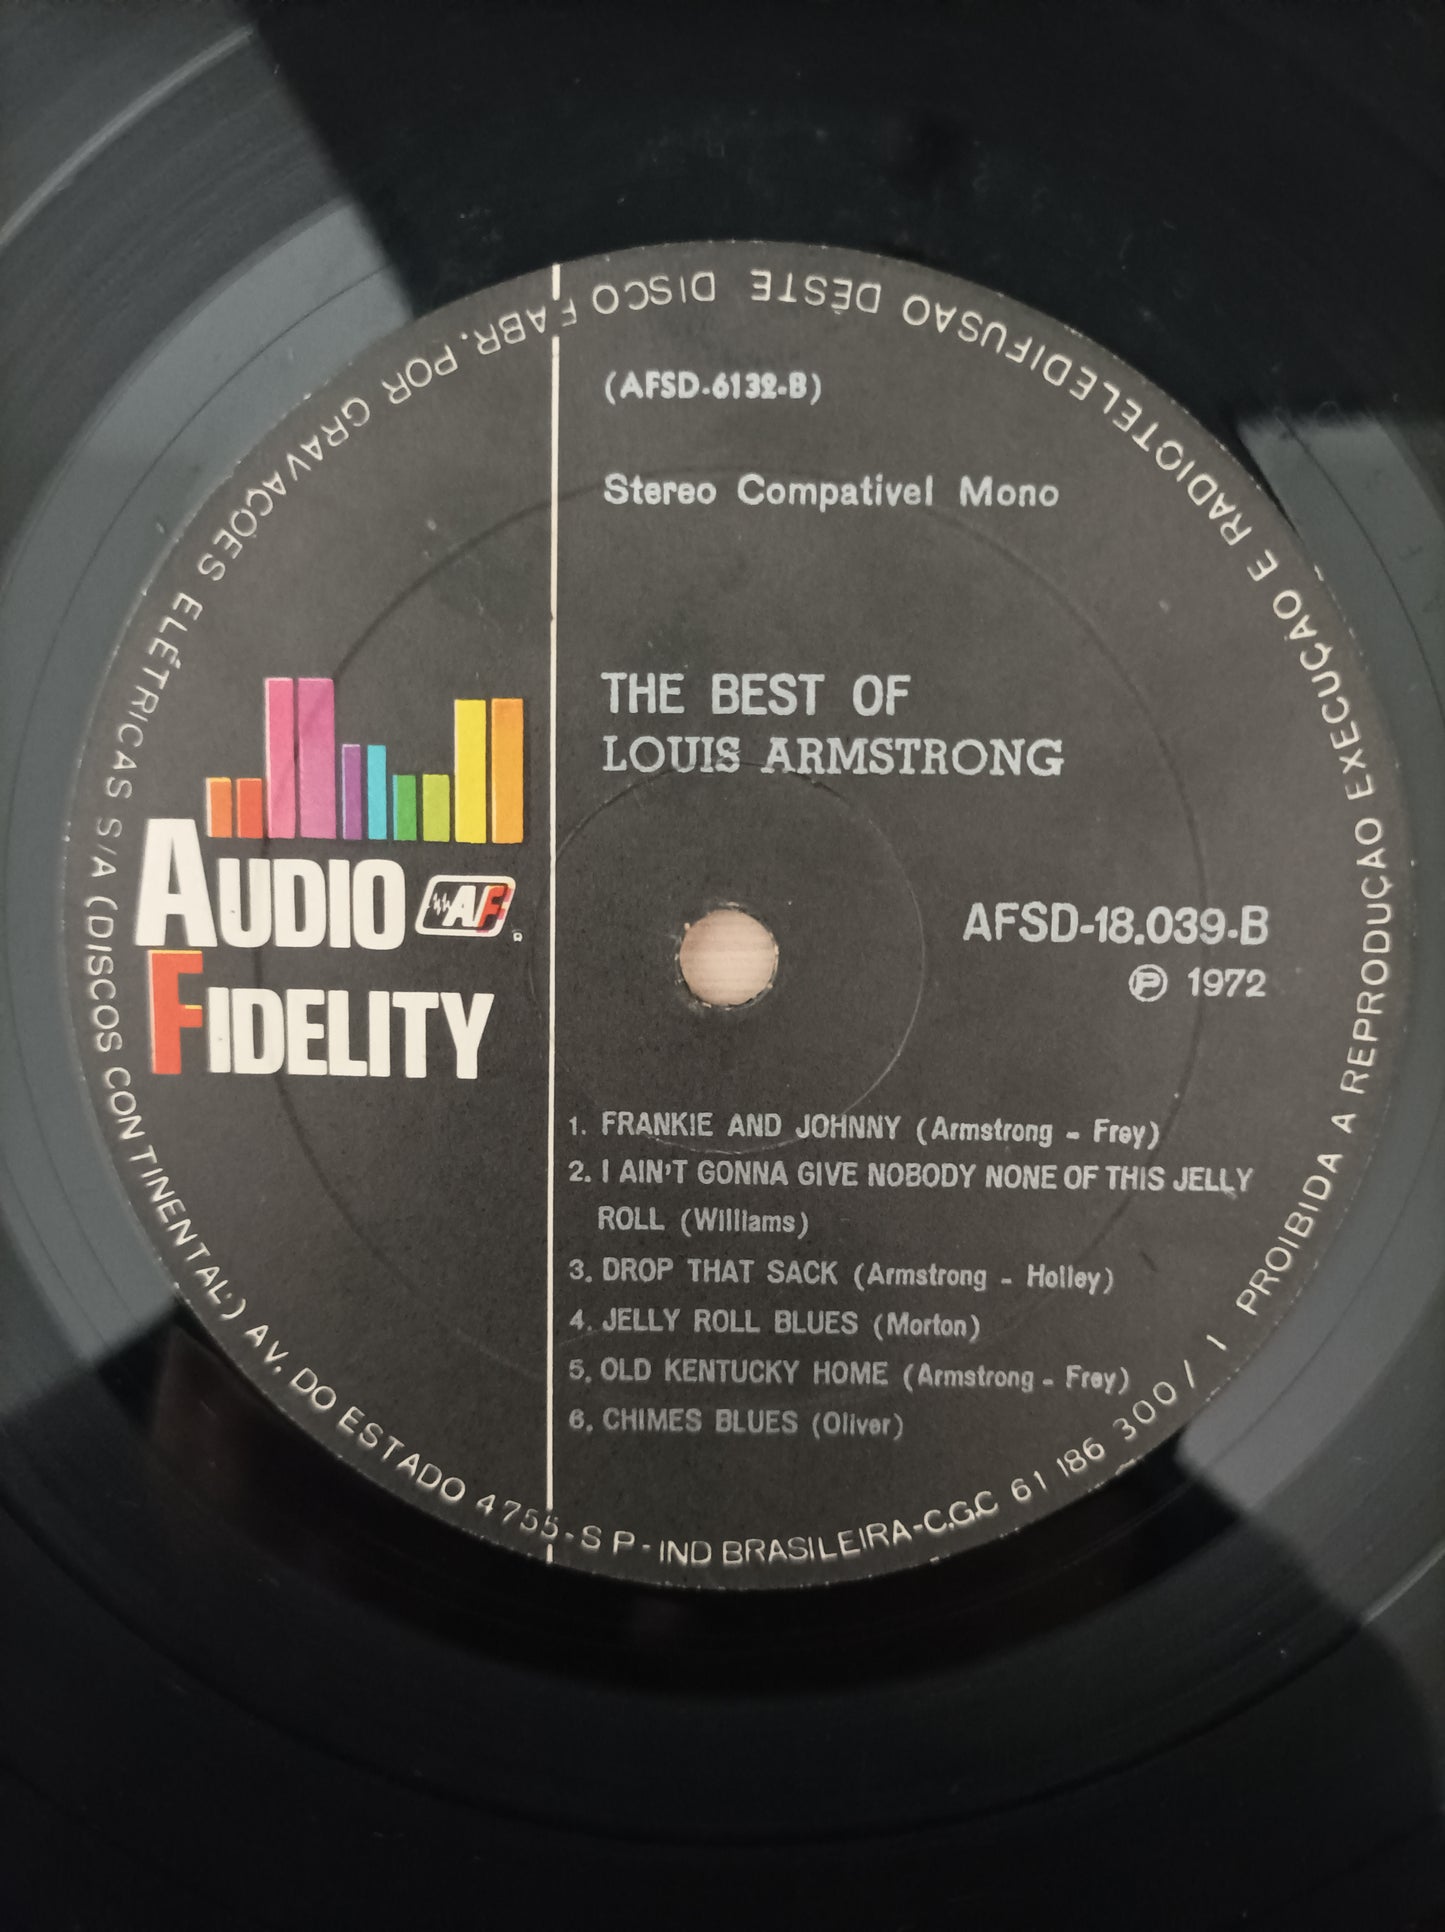 (AFSD-6132-B)
Stereo Compativel Mono
THE BEST OF
LOUIS ARMSTRONG
AUDIO AF
FIDELITY
AFSD-18.039-B
Ⓟ 1972
1. FRANKIE AND JOHNNY (Armstrong - Frey)
2. I AIN'T GONNA GIVE NOBODY NONE OF THIS JELLY
ROLL (Williams)
3. DROP THAT SACK (Armstrong - Holley)
4. JELLY ROLL BLUES (Morton)
5. OLD KENTUCKY HOME (Armstrong - Frey)
6. CHIMES BLUES (Oliver)
PROIBIDA A REPRODUÇAO EXECUÇÃO E RADIOTELEDIFUSAO DÊSTE DISCO FABR. POR GRAVAÇÕES ELÉTRICAS S/A (DISCOS CONTINENTAL) AV. DO ESTADO 4755-SP-IND BRASILEIRA-C.G.C 61 186 300/1